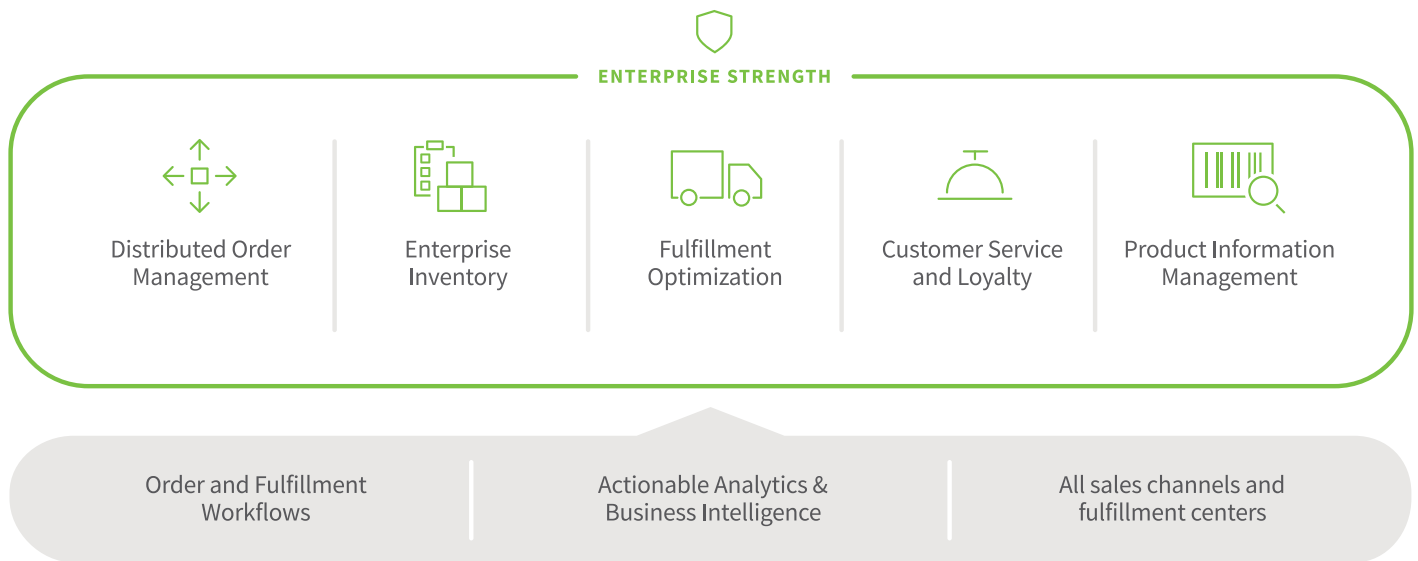 ENTERPRISE STRENGTH
Distributed Order
Management
Enterprise
Inventory
Fulfillment
Optimization
Customer Service
and Loyalty
Product Information
Management
Order and Fulfillment
Workflows
Actionable Analytics &
Business Intelligence
All sales channels and
fulfillment centers